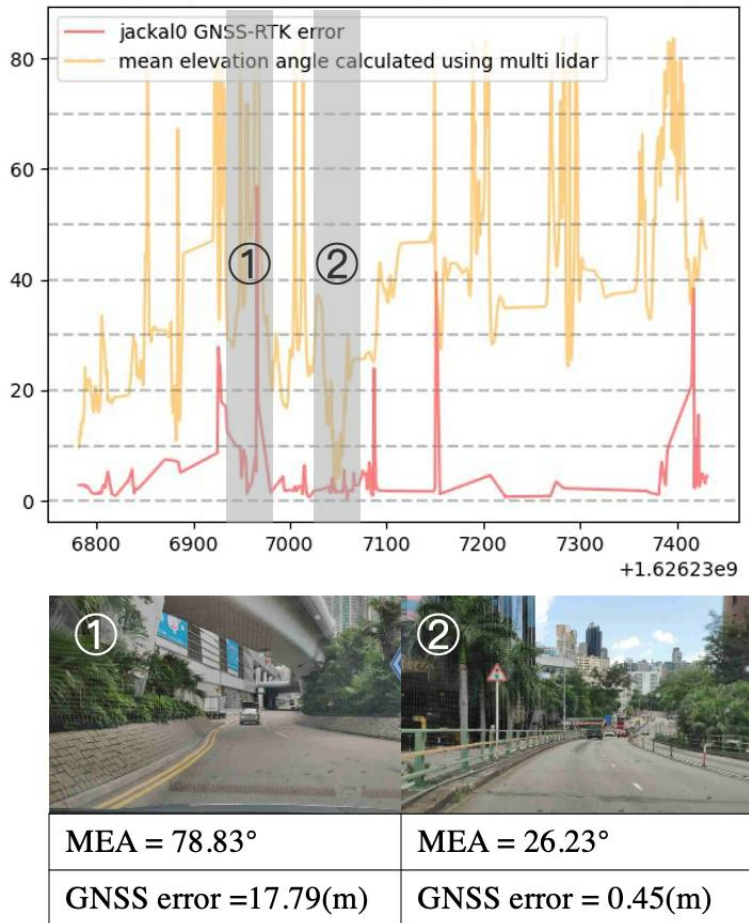 jackal0 GNSS-RTK error
mean elevation angle calculated using multi lidar
80
60
40
20
0
① ②
6800 6900 7000 7100 7200 7300 7400
+1.62623e9
① ②
MEA = 78.83° MEA = 26.23°
GNSS error =17.79(m) GNSS error = 0.45(m)